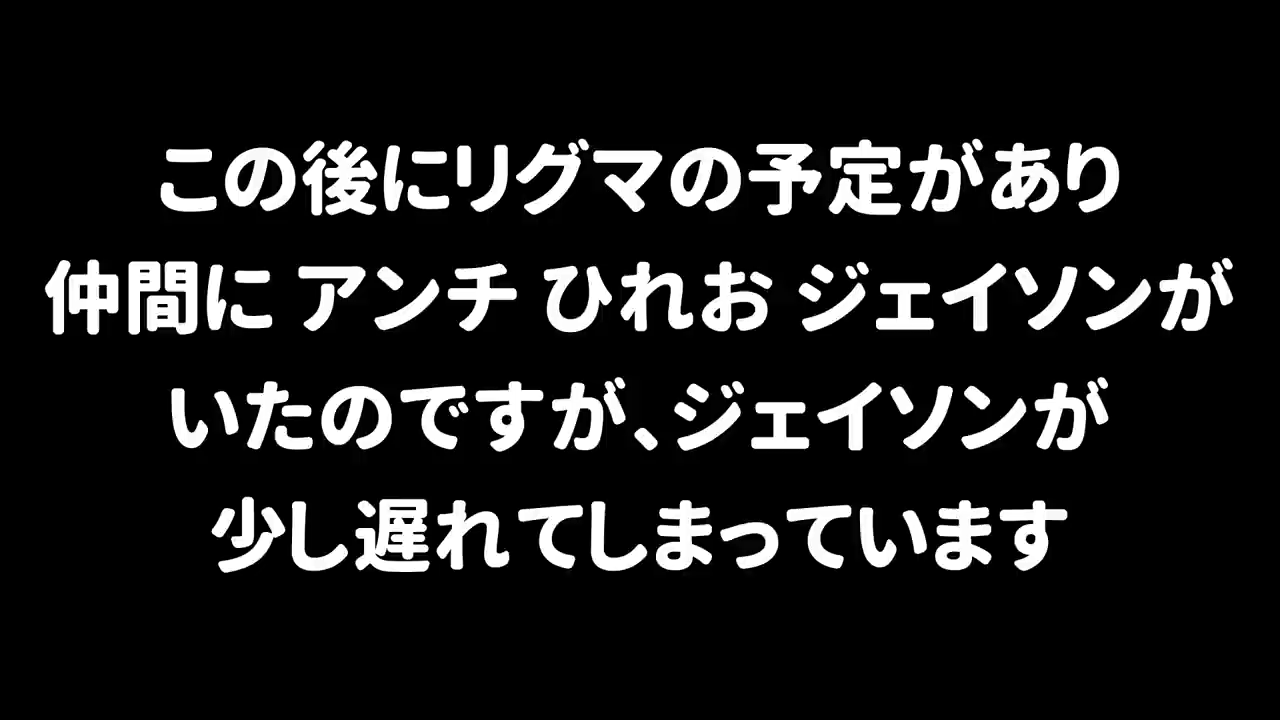 この後にリグマの予定があり
仲間に アンチ ひれお ジェイソンが
いたのですが、ジェイソンが
少し遅れてしまっています